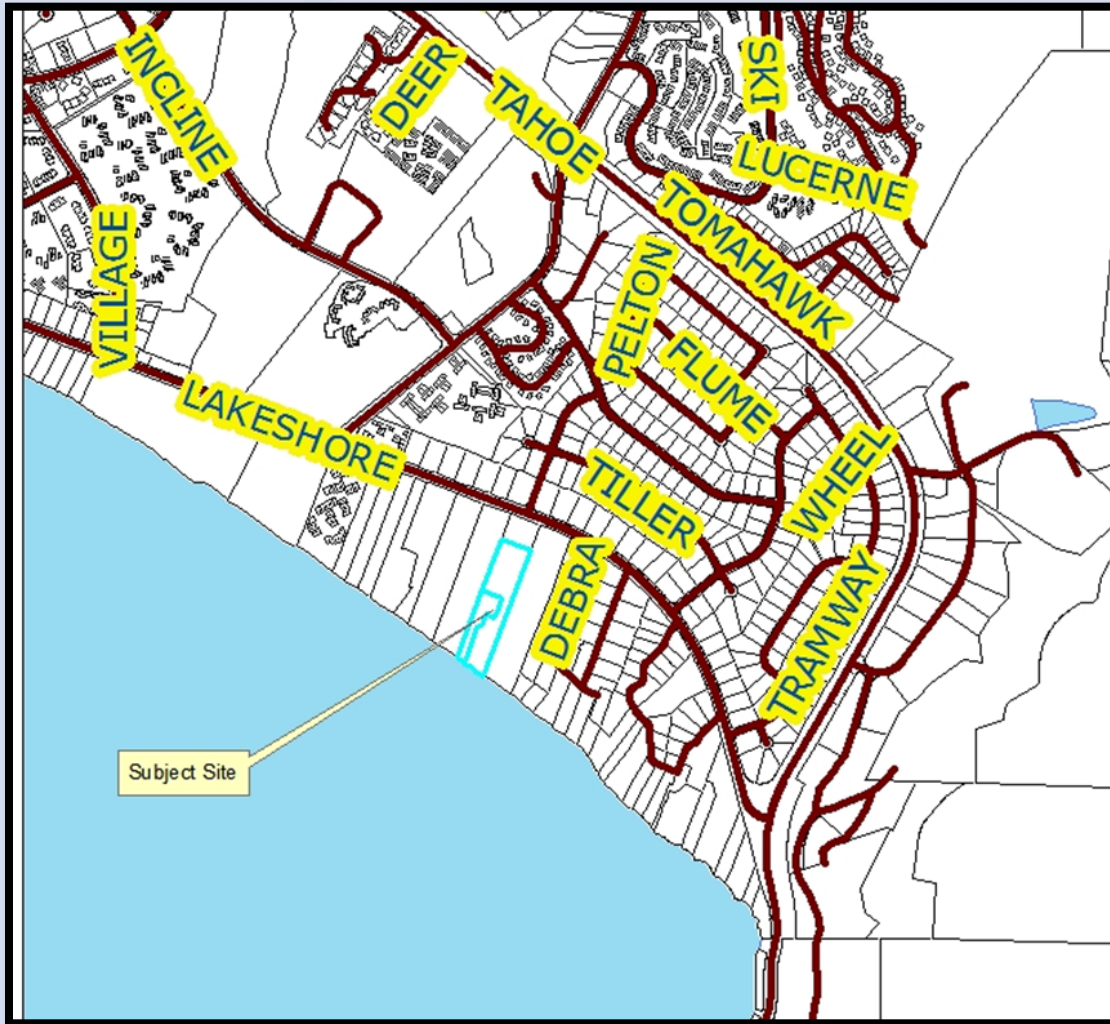 INCLINE
DEER
TAHOE
SKI
LUCERNE
TOMAHAWK
VILLAGE
PELTON
FLUME
LAKESHORE
WHEEL
TILLER
DEBRA
TRAMWAY
Subject Site